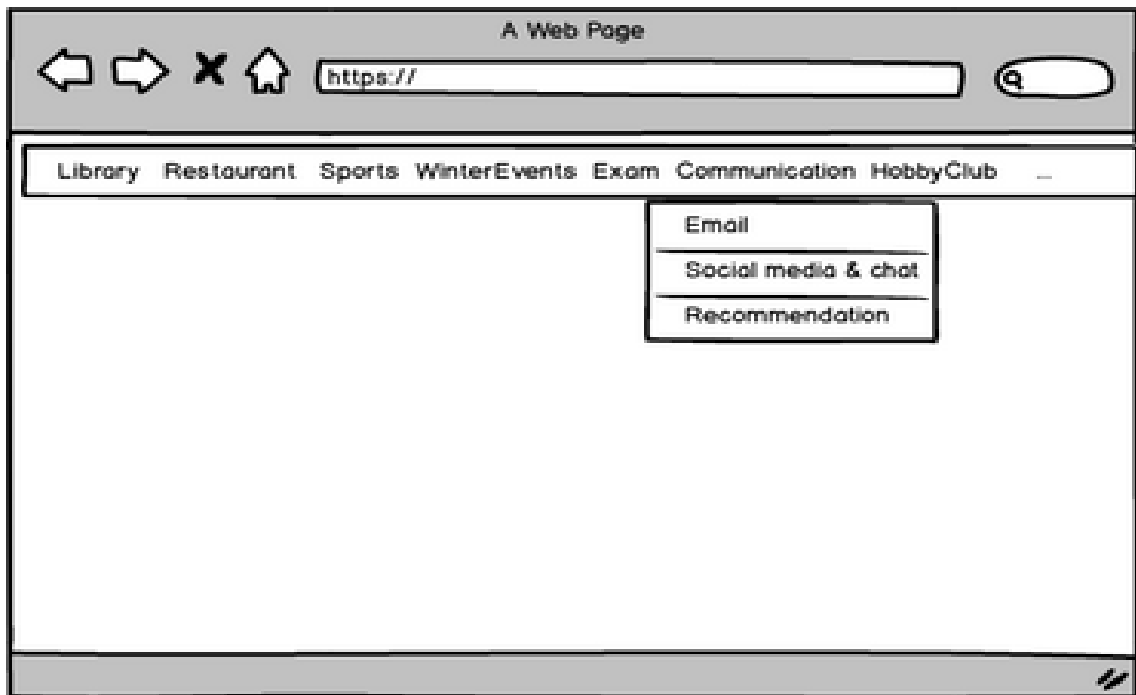 A Web Page
https://
Library Restaurant Sports WinterEvents Exam Communication HobbyClub ...
Email
Social media & chat
Recommendation